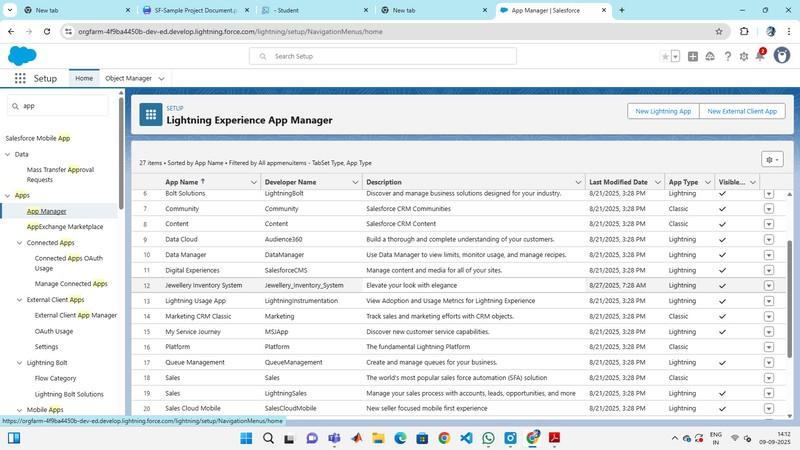 New tab
SF-Sample Project Document.p
- Student
New tab
App Manager | Salesforce
orgfarm-4f9ba4450b-dev-ed.develop.lightning.force.com/lightning/setup/NavigationMenus/home
Search Setup
2
Setup
Home
Object Manager
app
SETUP
Lightning Experience App Manager
New Lightning App
New External Client App
Salesforce Mobile App
Data
Mass Transfer Approval
Requests
Apps
App Manager
AppExchange Marketplace
Connected Apps
Connected Apps OAuth
Usage
Manage Connected Apps
External Client Apps
External Client App Manager
OAuth Usage
Settings
Lightning Bolt
Flow Category
Lightning Bolt Solutions
Mobile Apps
27 items • Sorted by App Name • Filtered by All appmenuitems - TabSet Type, App Type
App Name ↑ Developer Name Description Last Modified Date App Type Visible...
6 Bolt Solutions LightningBolt Discover and manage business solutions designed for your industry. 8/21/2025, 3:28 PM Lightning
7 Community Community Salesforce CRM Communities 8/21/2025, 3:28 PM Classic
8 Content Content Salesforce CRM Content 8/21/2025, 3:28 PM Classic
9 Data Cloud Audience360 Build a thorough and complete understanding of your customers. 8/21/2025, 3:28 PM Lightning
10 Data Manager DataManager Use Data Manager to view limits, monitor usage, and manage recipes. 8/21/2025, 3:28 PM Lightning
11 Digital Experiences SalesforceCMS Manage content and media for all of your sites. 8/21/2025, 3:28 PM Lightning
12 Jewellery Inventory System Jewellery_Inventory_System Elevate your look with elegance 8/27/2025, 7:28 AM Lightning
13 Lightning Usage App LightningInstrumentation View Adoption and Usage Metrics for Lightning Experience 8/21/2025, 3:28 PM Lightning
14 Marketing CRM Classic Marketing Track sales and marketing efforts with CRM objects. 8/21/2025, 3:28 PM Classic
15 My Service Journey MSJApp Discover new customer service capabilities. 8/21/2025, 3:28 PM Lightning
16 Platform Platform The fundamental Lightning Platform 8/21/2025, 3:28 PM Classic
17 Queue Management QueueManagement Create and manage queues for your business. 8/21/2025, 3:28 PM Lightning
18 Sales Sales The world's most popular sales force automation (SFA) solution 8/21/2025, 3:28 PM Classic
19 Sales LightningSales Manage your sales process with accounts, leads, opportunities, and more 8/21/2025, 3:28 PM Lightning
20 Sales Cloud Mobile SalesCloudMobile New seller focused mobile first experience 8/21/2025, 3:28 PM Lightning
https://orgfarm-4f9ba4450b-dev-ed.develop.lightning.force.com/lightning/setup/NavigationMenus/home
ENG
IN
14:12
09-09-2025